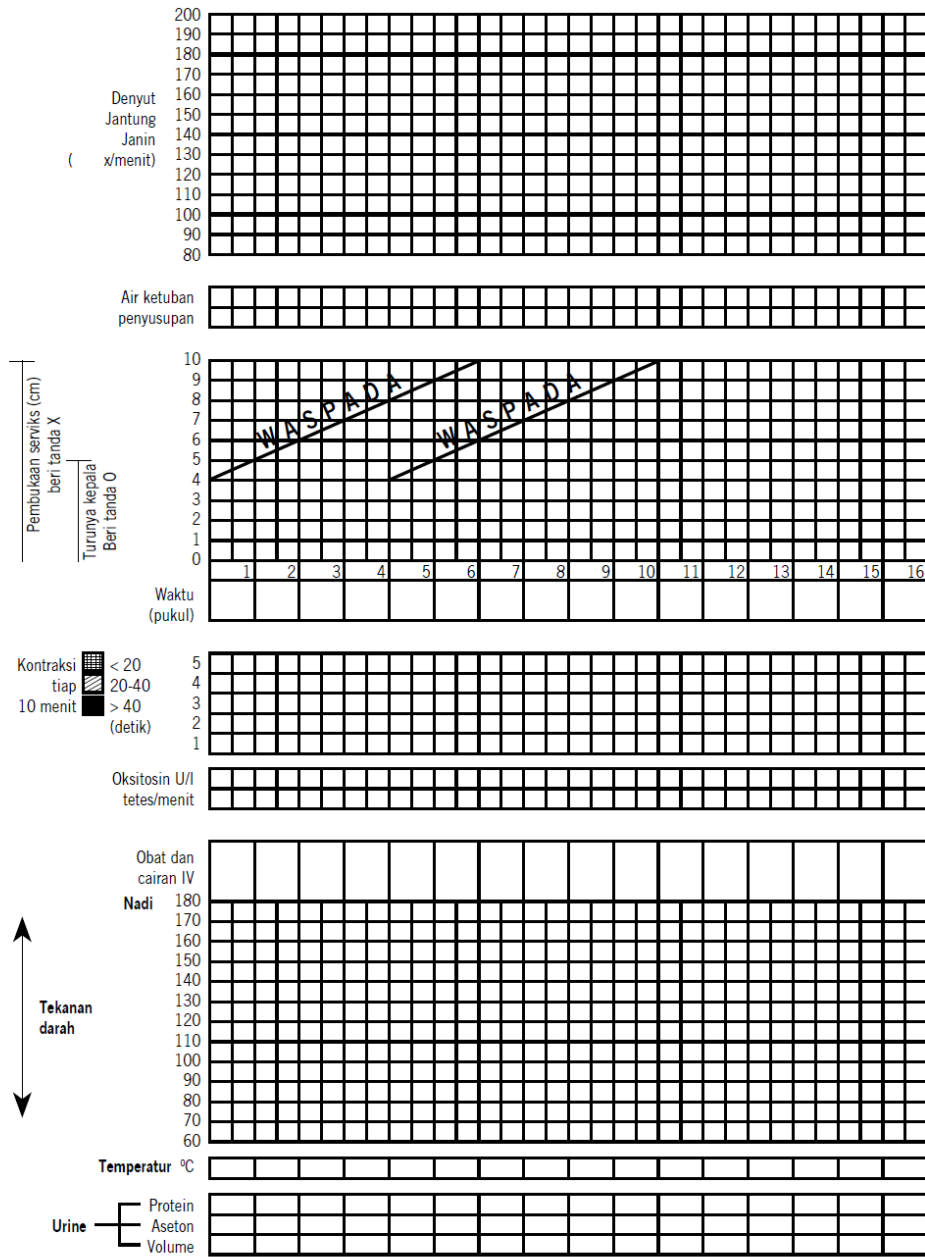 200
190
180
170
160
150
140
130
120
110
100
90
80
Denyut
Jantung
Janin
( x/menit)
Air ketuban
penyusupan
Pembukaan serviks (cm)
beri tanda X
Turunya kepala
Beri tanda O
10
9
8
7
6
5
4
3
2
1
0
WASPADA
WASPADA
1 2 3 4 5 6 7 8 9 10 11 12 13 14 15 16
Waktu
(pukul)
Kontraksi < 20
tiap 20-40
10 menit > 40
(detik)
5
4
3
2
1
Oksitosin U/I
tetes/menit
Obat dan
cairan IV
Nadi
180
170
160
150
140
130
120
110
100
90
80
70
60
Tekanan
darah
Temperatur ºC
Urine
Protein
Aseton
Volume